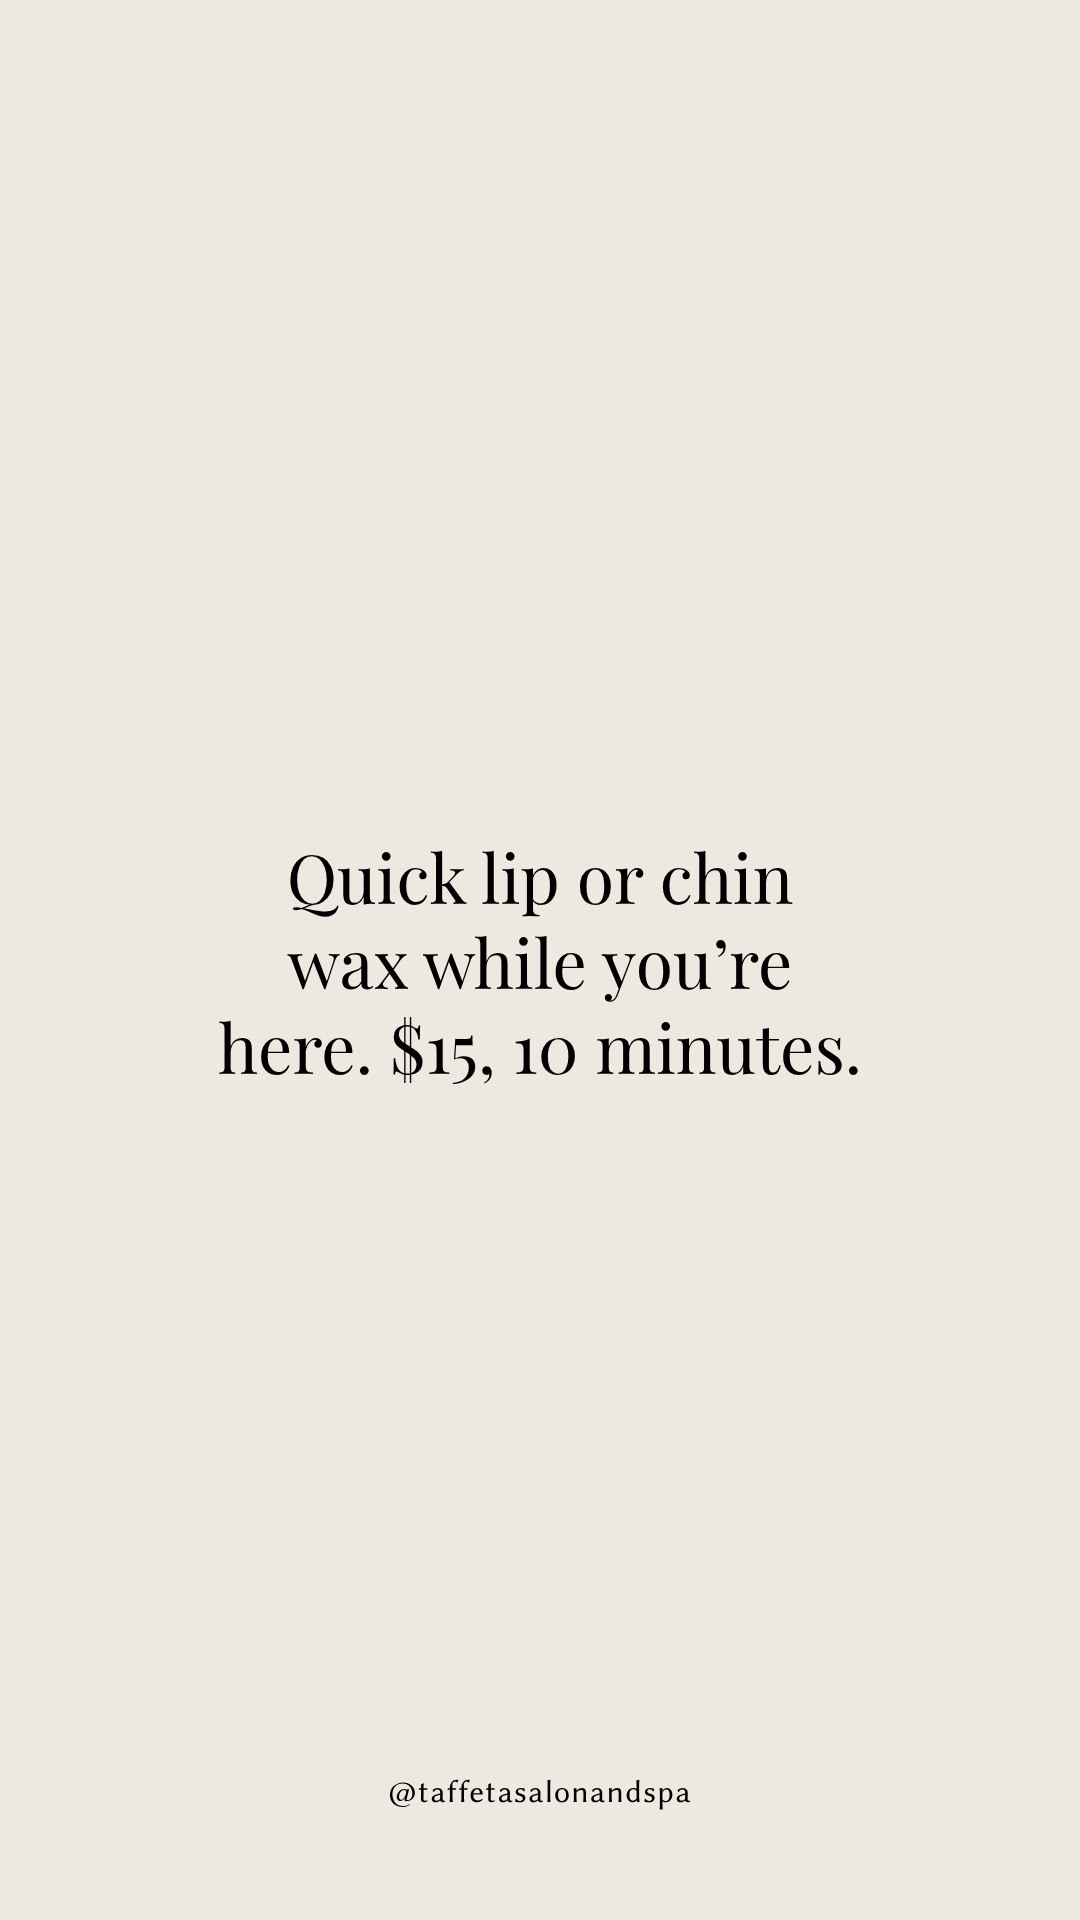 Quick lip or chin
wax while you’re
here. $15, 10 minutes.
@taffetasalonandspa